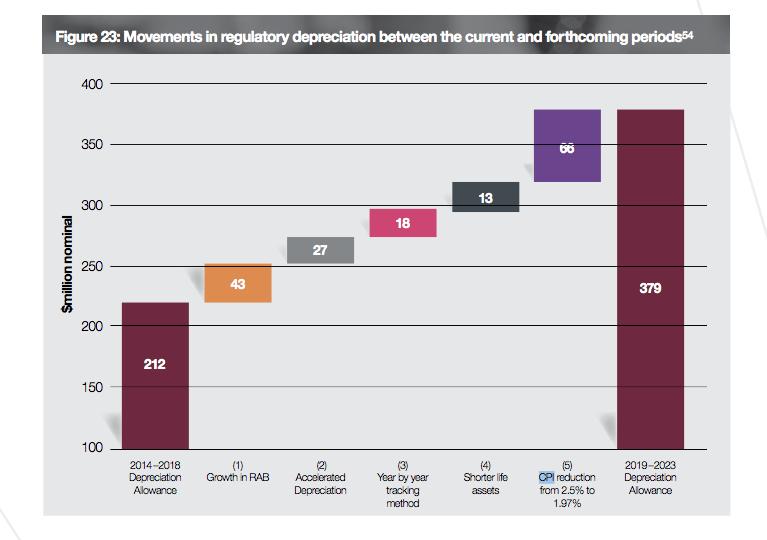 Figure 23: Movements in regulatory depreciation between the current and forthcoming periods54
$million nominal
400
350
300
250
200
150
100
212
43
27
18
13
66
379
2014–2018
Depreciation
Allowance
(1)
Growth in RAB
(2)
Accelerated
Depreciation
(3)
Year by year
tracking
method
(4)
Shorter life
assets
(5)
CPI reduction
from 2.5% to
1.97%
2019–2023
Depreciation
Allowance